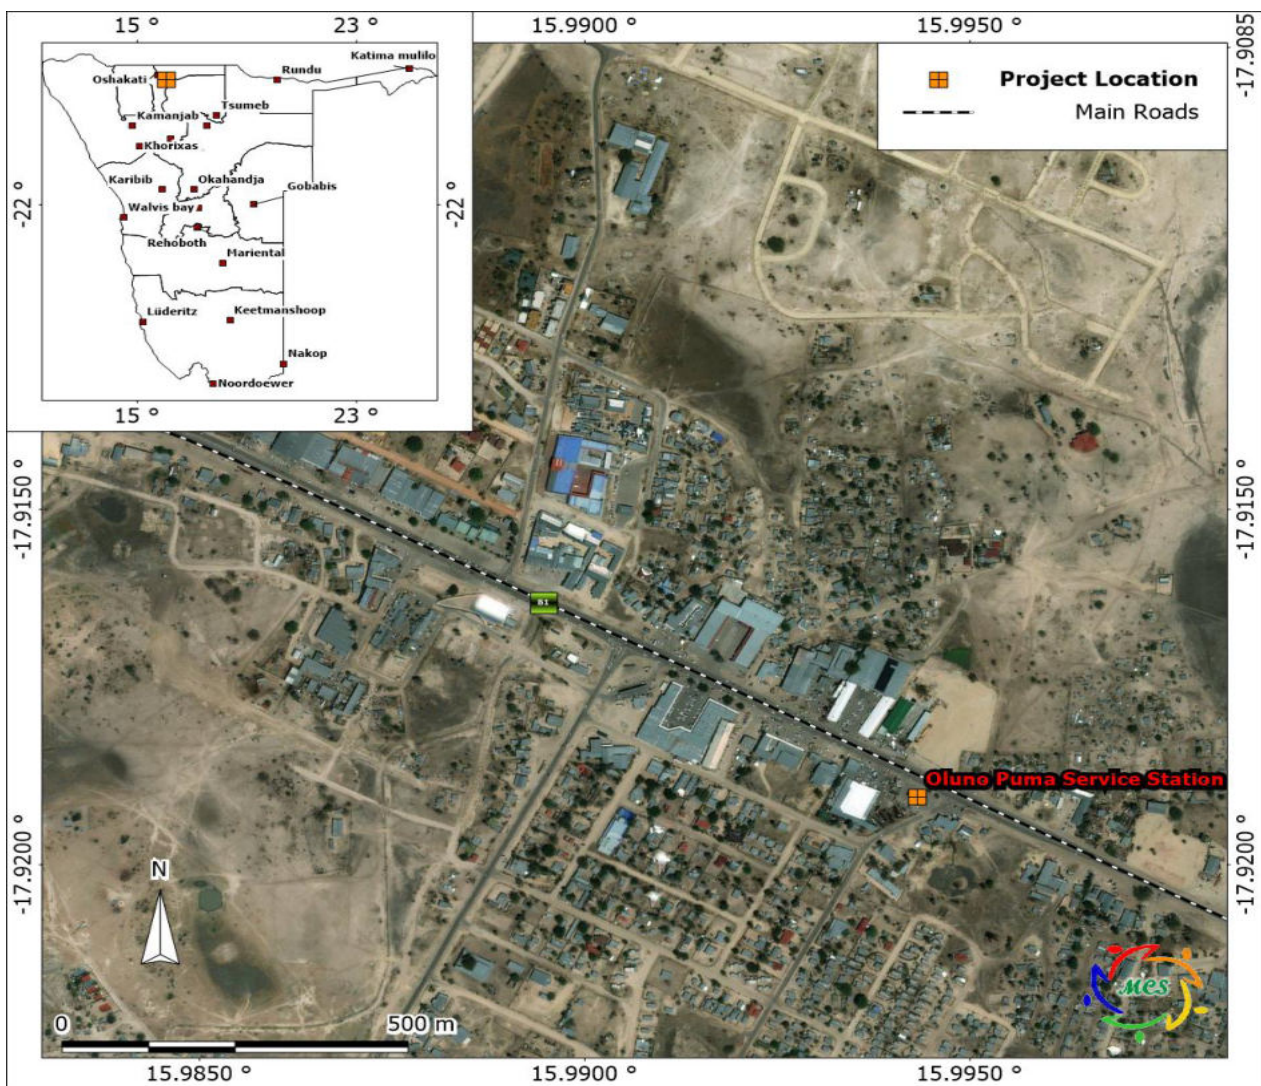 15 °
23 °
15.9900 °
15.9950 °
-17.9085
Katima mulilo
Oshakati
Rundu
Tsumeb
Kamanjab
Khorixas
Karibib
Okahandja
Gobabis
-22 °
-22 °
Walvis bay
Rehoboth
Mariental
Lüderitz
Keetmanshoop
Nakop
Noordoewer
15 °
23 °
Project Location
Main Roads
-17.9150 °
-17.9150 °
B1
Oluno Puma Service Station
-17.9200 °
-17.9200 °
N
MCS
0
500 m
15.9850 °
15.9900 °
15.9950 °